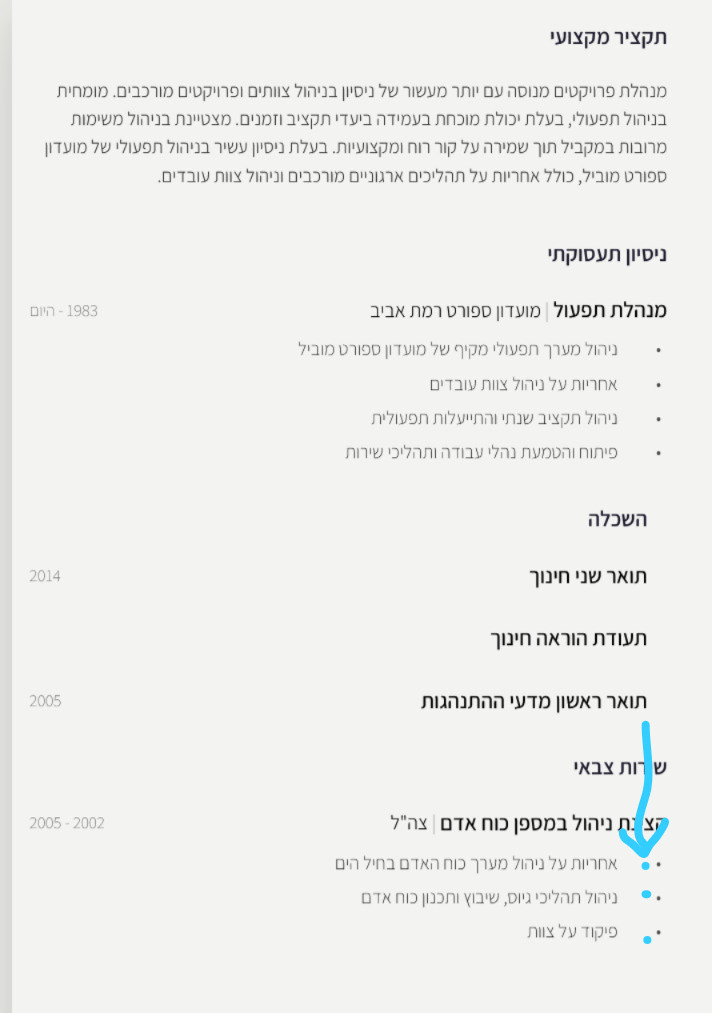 תקציר מקצועי
מנהלת פרויקטים מנוסה עם יותר מעשור של ניסיון בניהול צוותים ופרויקטים מורכבים. מומחית
בניהול תפעולי, בעלת יכולת מוכחת בעמידה ביעדי תקציב וזמנים. מצטיינת בניהול משימות
מרובות במקביל תוך שמירה על קור רוח ומקצועיות. בעלת ניסיון עשיר בניהול תפעולי של מועדון
ספורט מוביל, כולל אחריות על תהליכים ארגוניים מורכבים וניהול צוות עובדים.
ניסיון תעסוקתי
מנהלת תפעול | מועדון ספורט רמת אביב 1983 - היום
• ניהול מערך תפעולי מקיף של מועדון ספורט מוביל
• אחריות על ניהול צוות עובדים
• ניהול תקציב שנתי והתייעלות תפעולית
• פיתוח והטמעת נהלי עבודה ותהליכי שירות
השכלה
תואר שני חינוך 2014
תעודת הוראה חינוך
תואר ראשון מדעי ההתנהגות 2005
שירות צבאי
קצינת ניהול במספן כוח אדם | צה"ל 2002 - 2005
• אחריות על ניהול מערך כוח האדם בחיל הים
• ניהול תהליכי גיוס, שיבוץ ותכנון כוח אדם
• פיקוד על צוות